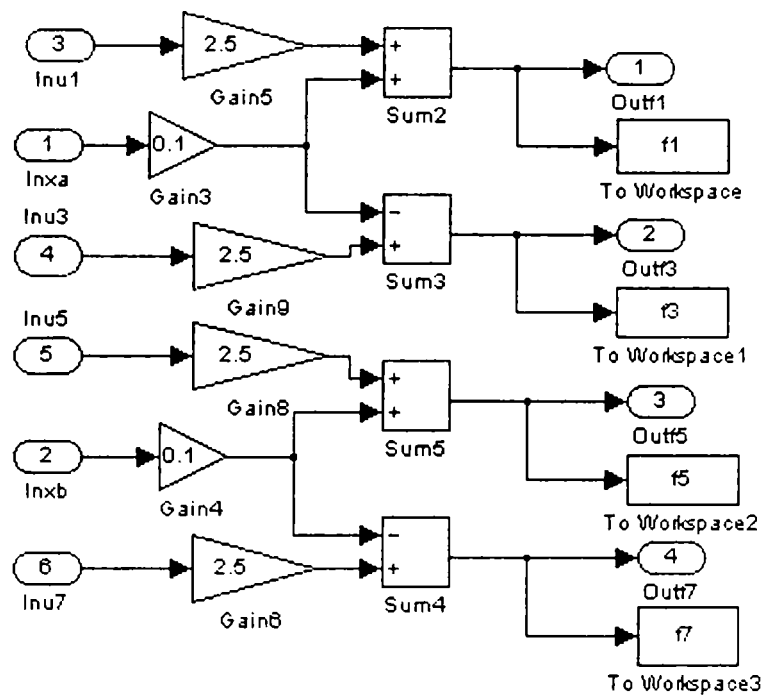 3
Inu1
2.5
Gain5
+
+
Sum2
1
Outf1
f1
To Workspace
1
Inxa
0.1
Gain3
Inu3
4
2.5
Gain9
-
+
Sum3
2
Outf3
f3
To Workspace1
Inu5
5
2.5
Gain8
+
+
Sum5
3
Outf5
f5
To Workspace2
2
Inxb
0.1
Gain4
6
Inu7
2.5
Gain6
-
+
Sum4
4
Outf7
f7
To Workspace3